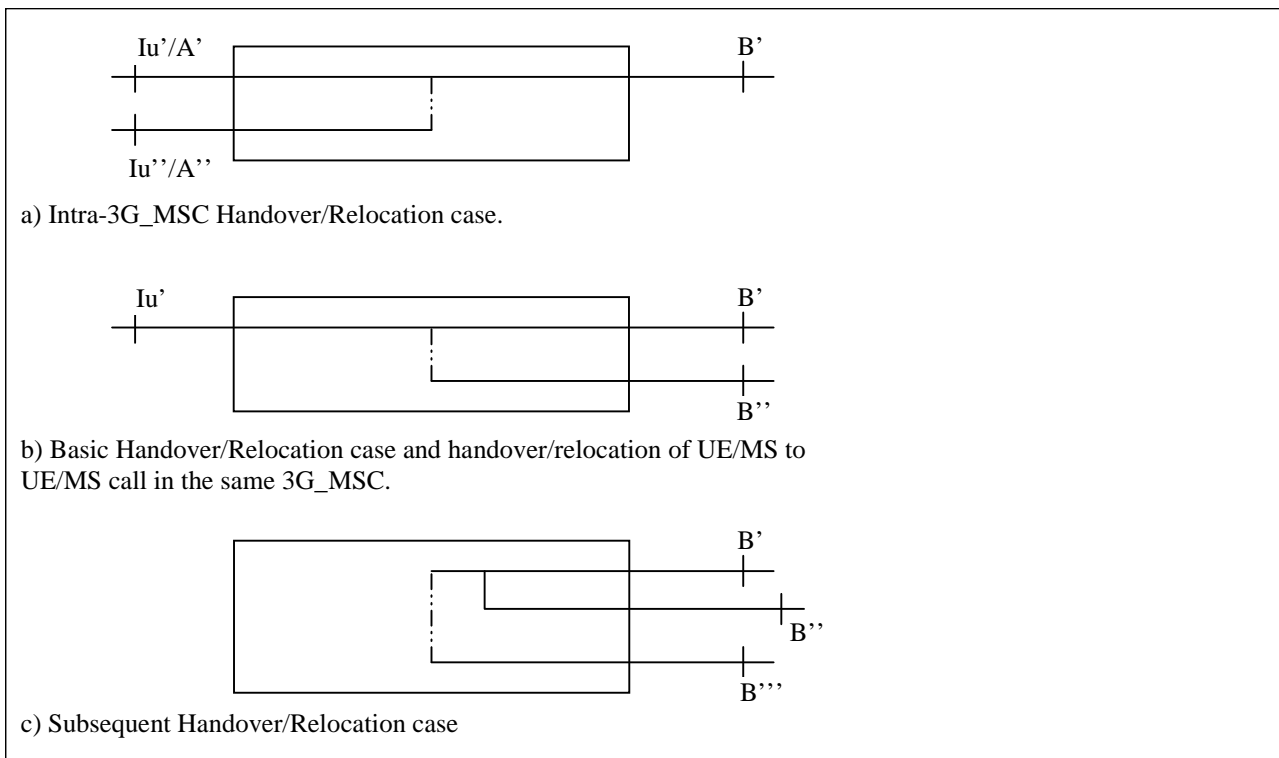 Iu’/A’
B’
Iu’’/A’’
a) Intra-3G_MSC Handover/Relocation case.
Iu’
B’
B’’
b) Basic Handover/Relocation case and handover/relocation of UE/MS to
UE/MS call in the same 3G_MSC.
B’
B’’
B’’’
c) Subsequent Handover/Relocation case